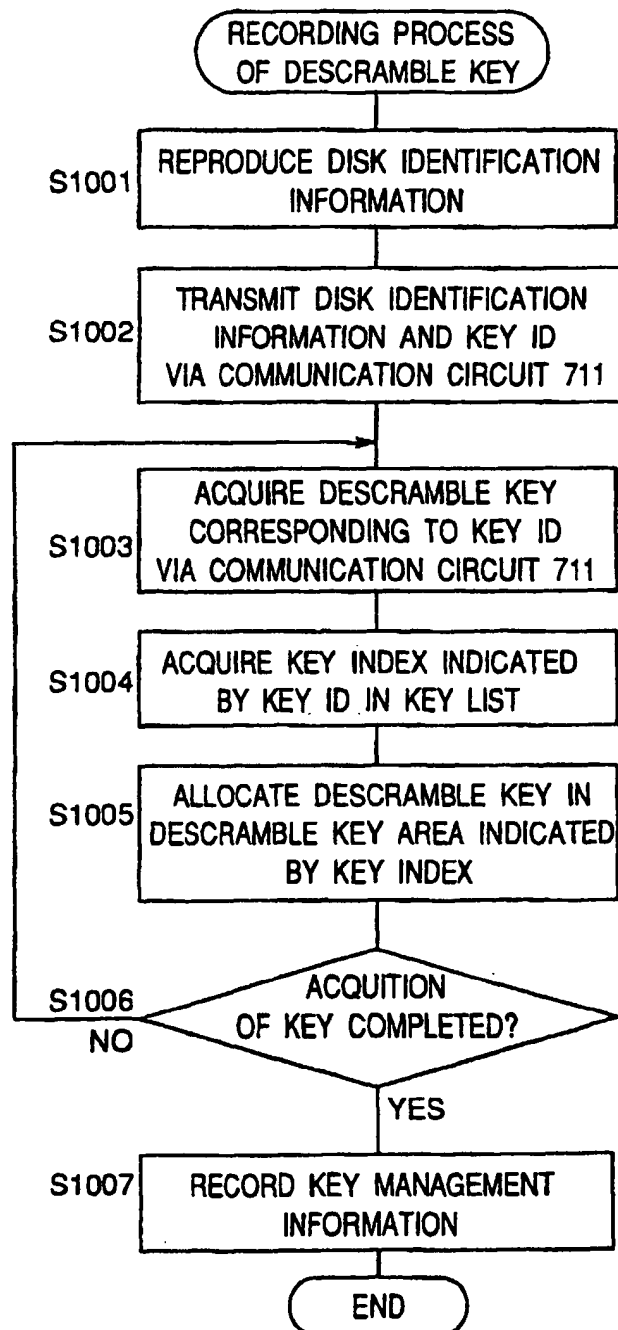 RECORDING PROCESS
OF DESCRAMBLE KEY
S1001
REPRODUCE DISK IDENTIFICATION
INFORMATION
S1002
TRANSMIT DISK IDENTIFICATION
INFORMATION AND KEY ID
VIA COMMUNICATION CIRCUIT 711
S1003
ACQUIRE DESCRAMBLE KEY
CORRESPONDING TO KEY ID
VIA COMMUNICATION CIRCUIT 711
S1004
ACQUIRE KEY INDEX INDICATED
BY KEY ID IN KEY LIST
S1005
ALLOCATE DESCRAMBLE KEY IN
DESCRAMBLE KEY AREA INDICATED
BY KEY INDEX
S1006
ACQUITION
OF KEY COMPLETED?
NO
YES
S1007
RECORD KEY MANAGEMENT
INFORMATION
END